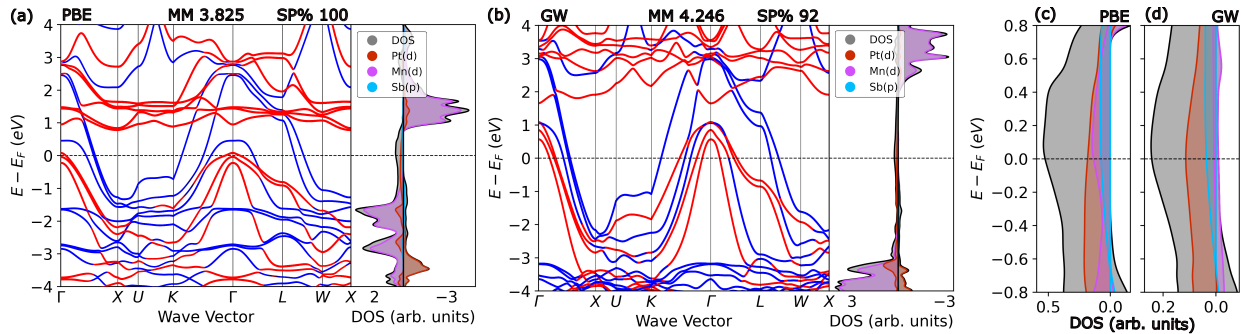 (a) PBE MM 3.825 SP% 100
4
3
2
1
0
−1
−2
−3
−4
E − E_F (eV)
Γ X U K Γ L W X
Wave Vector
DOS
Pt(d)
Mn(d)
Sb(p)
2 −3
DOS (arb. units)
(b) GW MM 4.246 SP% 92
4
3
2
1
0
−1
−2
−3
−4
E − E_F (eV)
Γ X U K Γ L W X
Wave Vector
DOS
Pt(d)
Mn(d)
Sb(p)
3 −3
DOS (arb. units)
(c) PBE
0.8
0.6
0.4
0.2
0.0
−0.2
−0.4
−0.6
−0.8
E − E_F (eV)
0.5 0.0
(d) GW
0.2 0.0
DOS (arb. units)